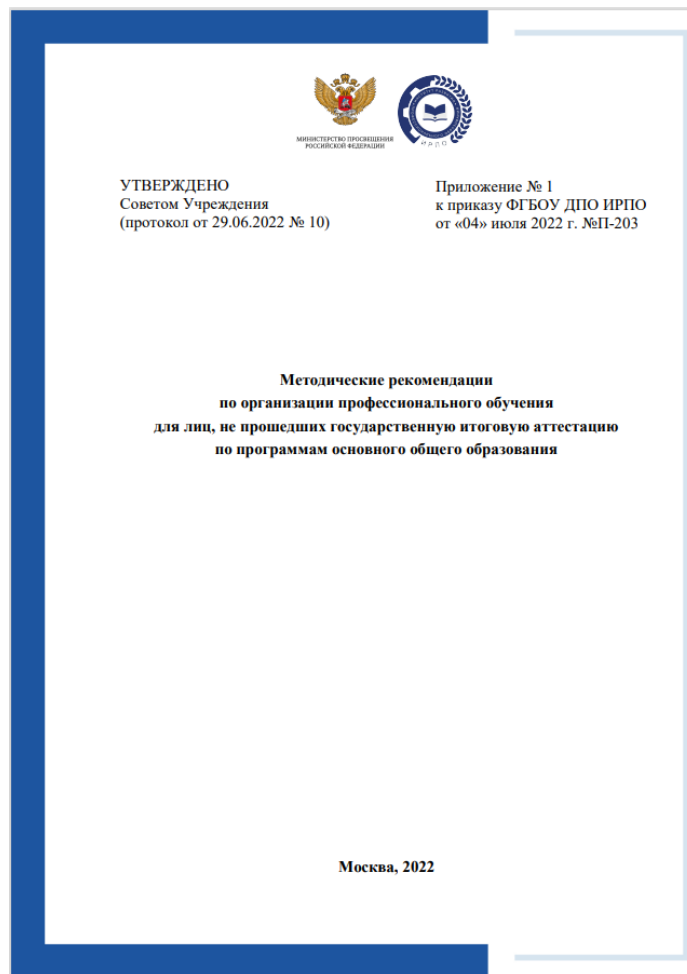 МИНИСТЕРСТВО ПРОСВЕЩЕНИЯ
РОССИЙСКОЙ ФЕДЕРАЦИИ
ИРПО
УТВЕРЖДЕНО
Советом Учреждения
(протокол от 29.06.2022 № 10)
Приложение № 1
к приказу ФГБОУ ДПО ИРПО
от «04» июля 2022 г. №П-203
Методические рекомендации
по организации профессионального обучения
для лиц, не прошедших государственную итоговую аттестацию
по программам основного общего образования
Москва, 2022